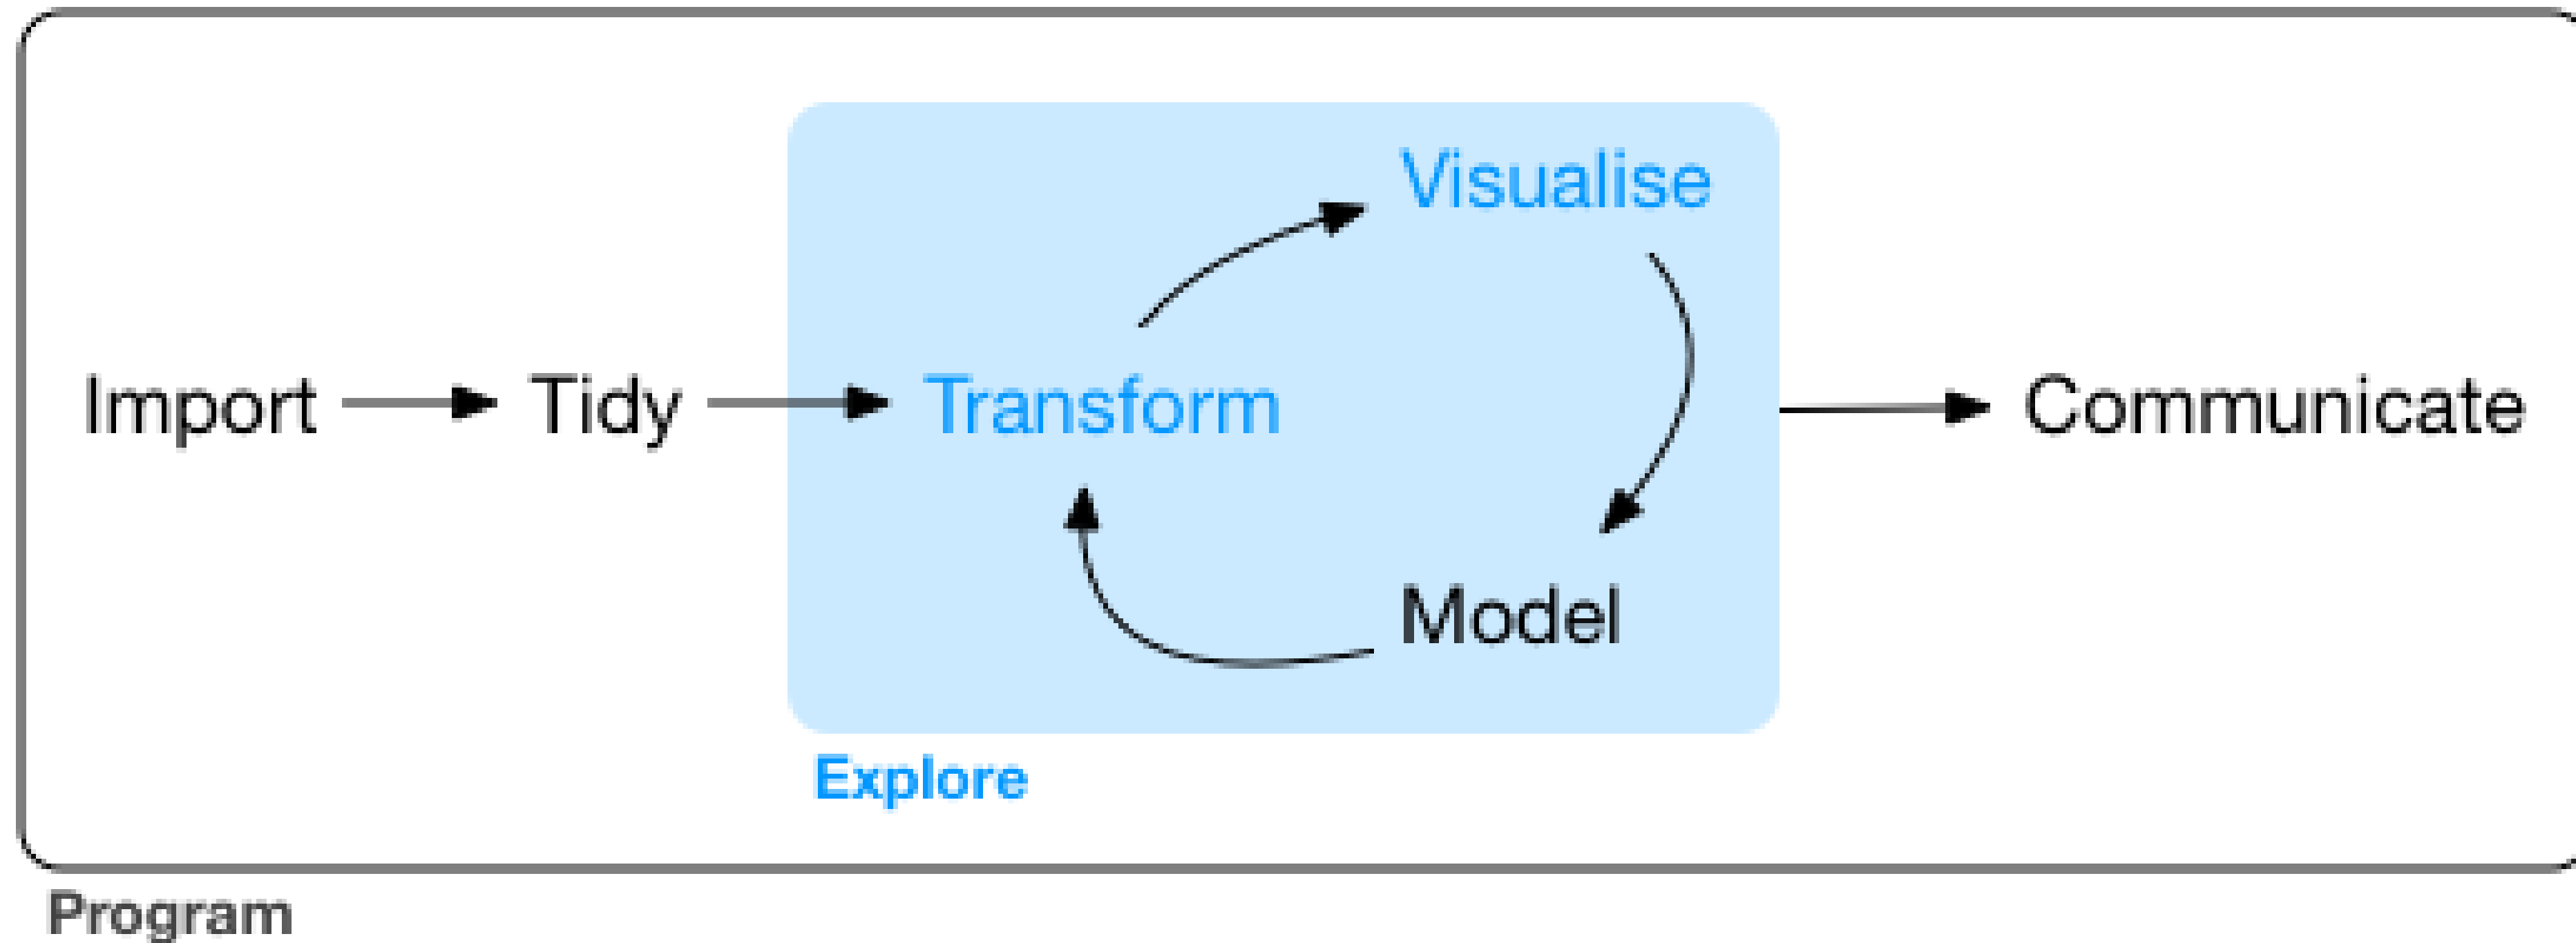 Visualise
Import Tidy Transform Communicate
Model
Explore
Program